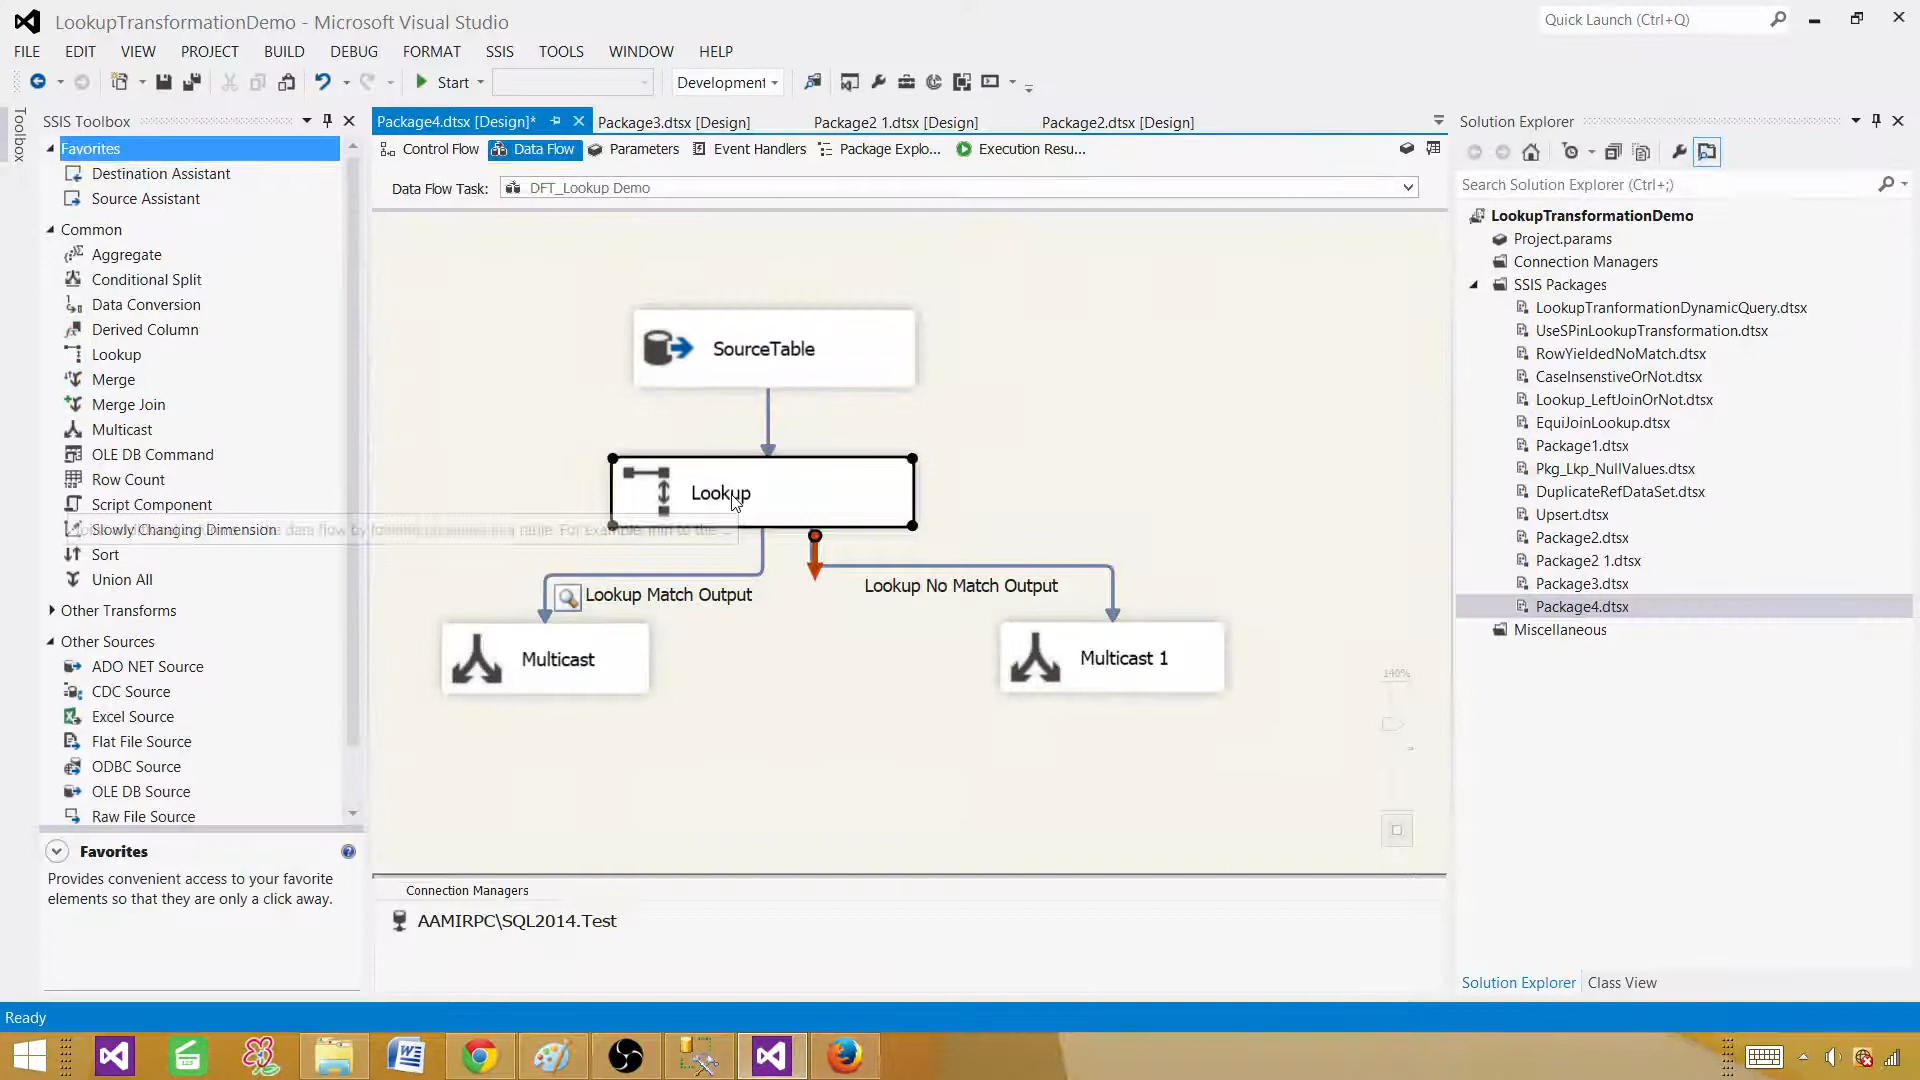 LookupTransformationDemo - Microsoft Visual Studio
Quick Launch (Ctrl+Q)
FILE EDIT VIEW PROJECT BUILD DEBUG FORMAT SSIS TOOLS WINDOW HELP
Start
Development
Toolbox
SSIS Toolbox
Favorites
Destination Assistant
Source Assistant
Common
Aggregate
Conditional Split
Data Conversion
Derived Column
Lookup
Merge
Merge Join
Multicast
OLE DB Command
Row Count
Script Component
Slowly Changing Dimension
Sort
Union All
Other Transforms
Other Sources
ADO NET Source
CDC Source
Excel Source
Flat File Source
ODBC Source
OLE DB Source
Raw File Source
Favorites
Provides convenient access to your favorite
elements so that they are only a click away.
Package4.dtsx [Design]* Package3.dtsx [Design] Package2 1.dtsx [Design] Package2.dtsx [Design]
Control Flow Data Flow Parameters Event Handlers Package Explo... Execution Resu...
Data Flow Task: DFT_Lookup Demo
SourceTable
Lookup
Lookup Match Output
Lookup No Match Output
Multicast
Multicast 1
140%
Connection Managers
AAMIRPC\SQL2014.Test
Solution Explorer
Search Solution Explorer (Ctrl+;)
LookupTransformationDemo
Project.params
Connection Managers
SSIS Packages
LookupTranformationDynamicQuery.dtsx
UseSPinLookupTransformation.dtsx
RowYieldedNoMatch.dtsx
CaseInsenstiveOrNot.dtsx
Lookup_LeftJoinOrNot.dtsx
EquiJoinLookup.dtsx
Package1.dtsx
Pkg_Lkp_NullValues.dtsx
DuplicateRefDataSet.dtsx
Upsert.dtsx
Package2.dtsx
Package2 1.dtsx
Package3.dtsx
Package4.dtsx
Miscellaneous
Solution Explorer Class View
Ready